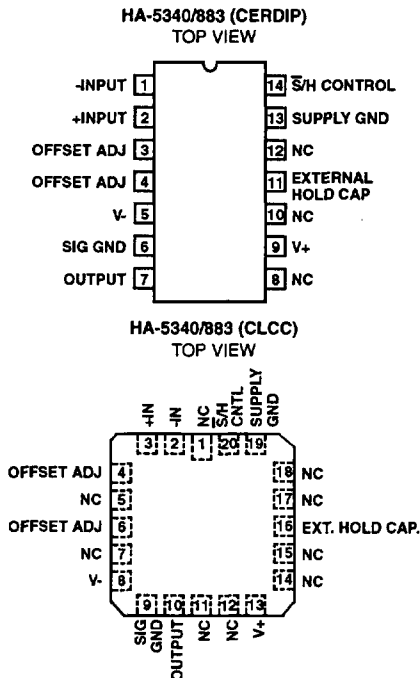 HA-5340/883 (CERDIP)
TOP VIEW
-INPUT 1
+INPUT 2
OFFSET ADJ 3
OFFSET ADJ 4
V- 5
SIG GND 6
OUTPUT 7
14 S̅/H CONTROL
13 SUPPLY GND
12 NC
11 EXTERNAL
HOLD CAP
10 NC
9 V+
8 NC
HA-5340/883 (CLCC)
TOP VIEW
+IN
-IN
NC
S̅/H
CNTL
SUPPLY
GND
3 2 1 20 19
OFFSET ADJ 4
NC 5
OFFSET ADJ 6
NC 7
V- 8
18 NC
17 NC
16 EXT. HOLD CAP.
15 NC
14 NC
9 10 11 12 13
SIG
GND
OUTPUT
NC
NC
V+